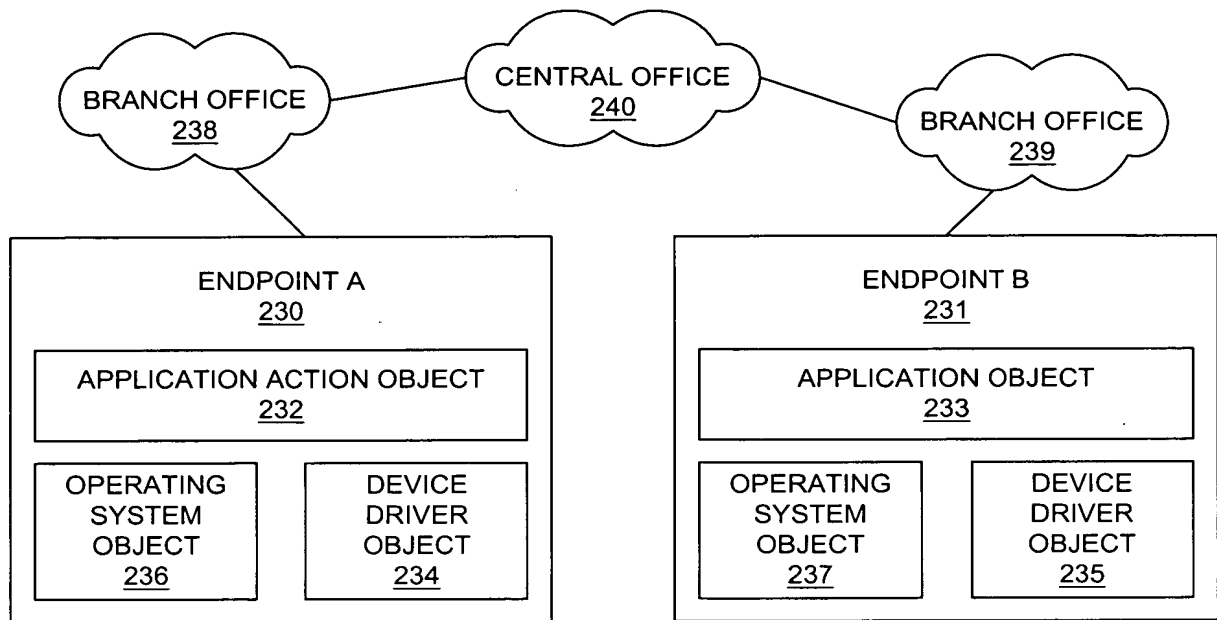 CENTRAL OFFICE
240
BRANCH OFFICE
238
BRANCH OFFICE
239
ENDPOINT A
230
APPLICATION ACTION OBJECT
232
OPERATING
SYSTEM
OBJECT
236
DEVICE
DRIVER
OBJECT
234
ENDPOINT B
231
APPLICATION OBJECT
233
OPERATING
SYSTEM
OBJECT
237
DEVICE
DRIVER
OBJECT
235